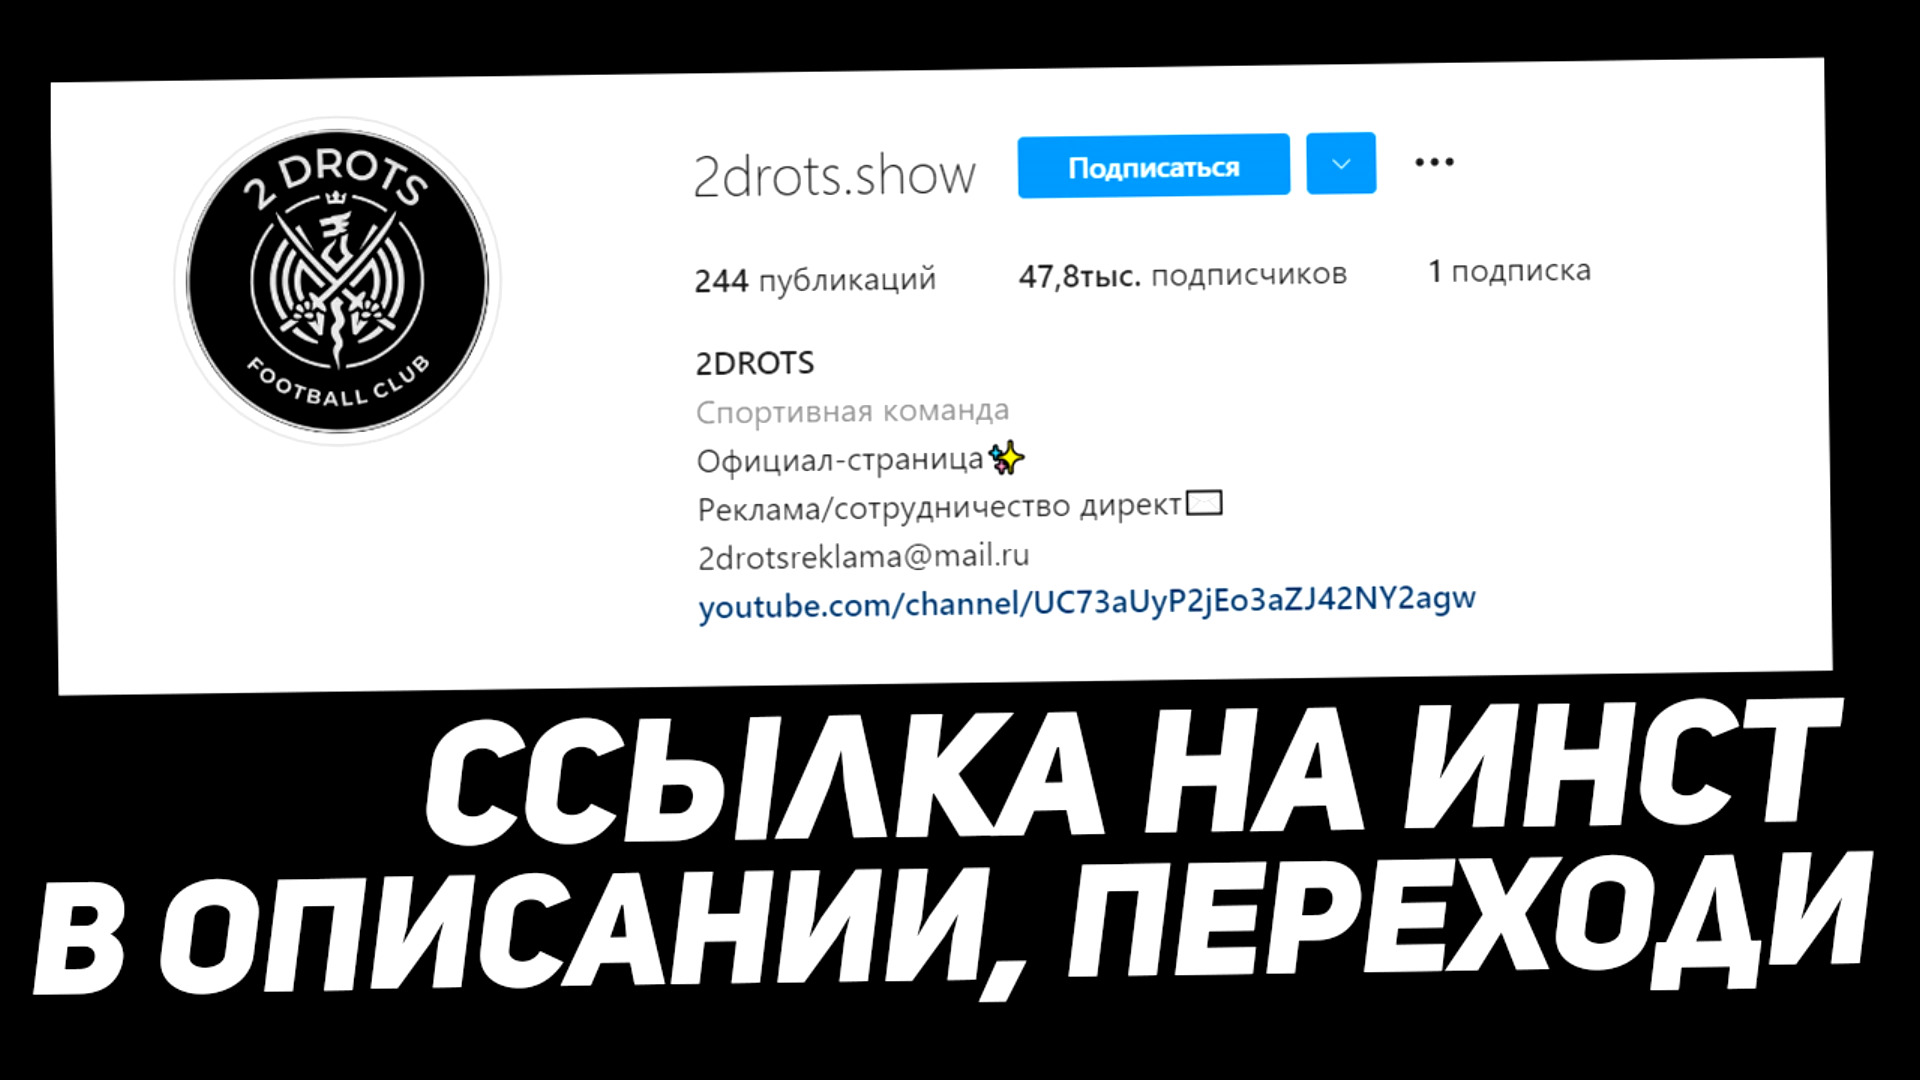 2 DROTS
FOOTBALL CLUB
2drots.show
Подписаться
244 публикаций 47,8тыс. подписчиков 1 подписка
2DROTS
Спортивная команда
Официал-страница✨
Реклама/сотрудничество директ✉
2drotsreklama@mail.ru
youtube.com/channel/UC73aUyP2jEo3aZJ42NY2agw
ССЫЛКА НА ИНСТ
В ОПИСАНИИ, ПЕРЕХОДИ